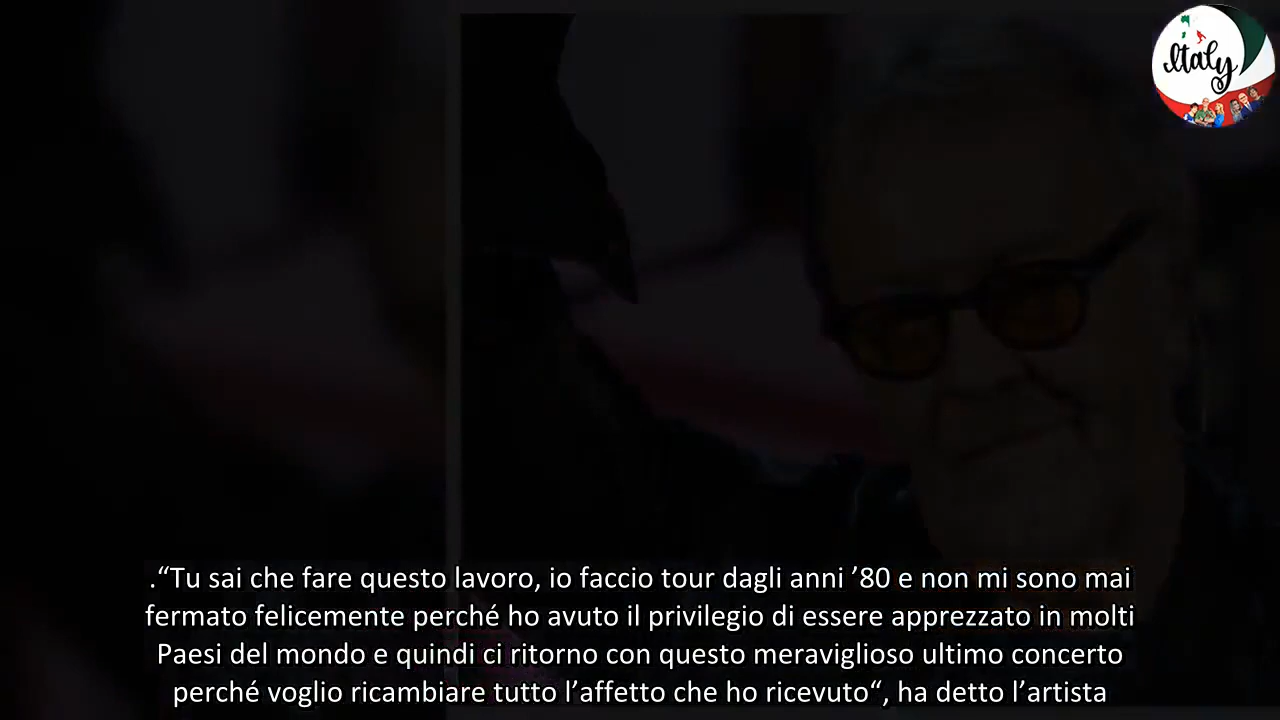 Italy
.“Tu sai che fare questo lavoro, io faccio tour dagli anni ’80 e non mi sono mai
fermato felicemente perché ho avuto il privilegio di essere apprezzato in molti
Paesi del mondo e quindi ci ritorno con questo meraviglioso ultimo concerto
perché voglio ricambiare tutto l’affetto che ho ricevuto“, ha detto l’artista